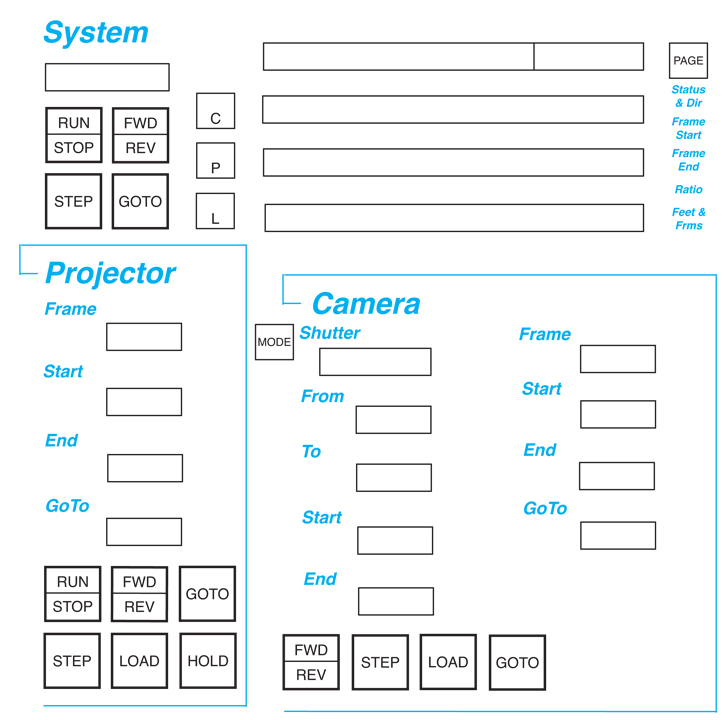 System
PAGE
Status
& Dir
Frame
Start
Frame
End
Ratio
Feet &
Frms
RUN
STOP
FWD
REV
STEP
GOTO
C
P
L
Projector
Frame
Start
End
GoTo
RUN
STOP
FWD
REV
GOTO
STEP
LOAD
HOLD
Camera
MODE
Shutter
From
To
Start
End
Frame
Start
End
GoTo
FWD
REV
STEP
LOAD
GOTO